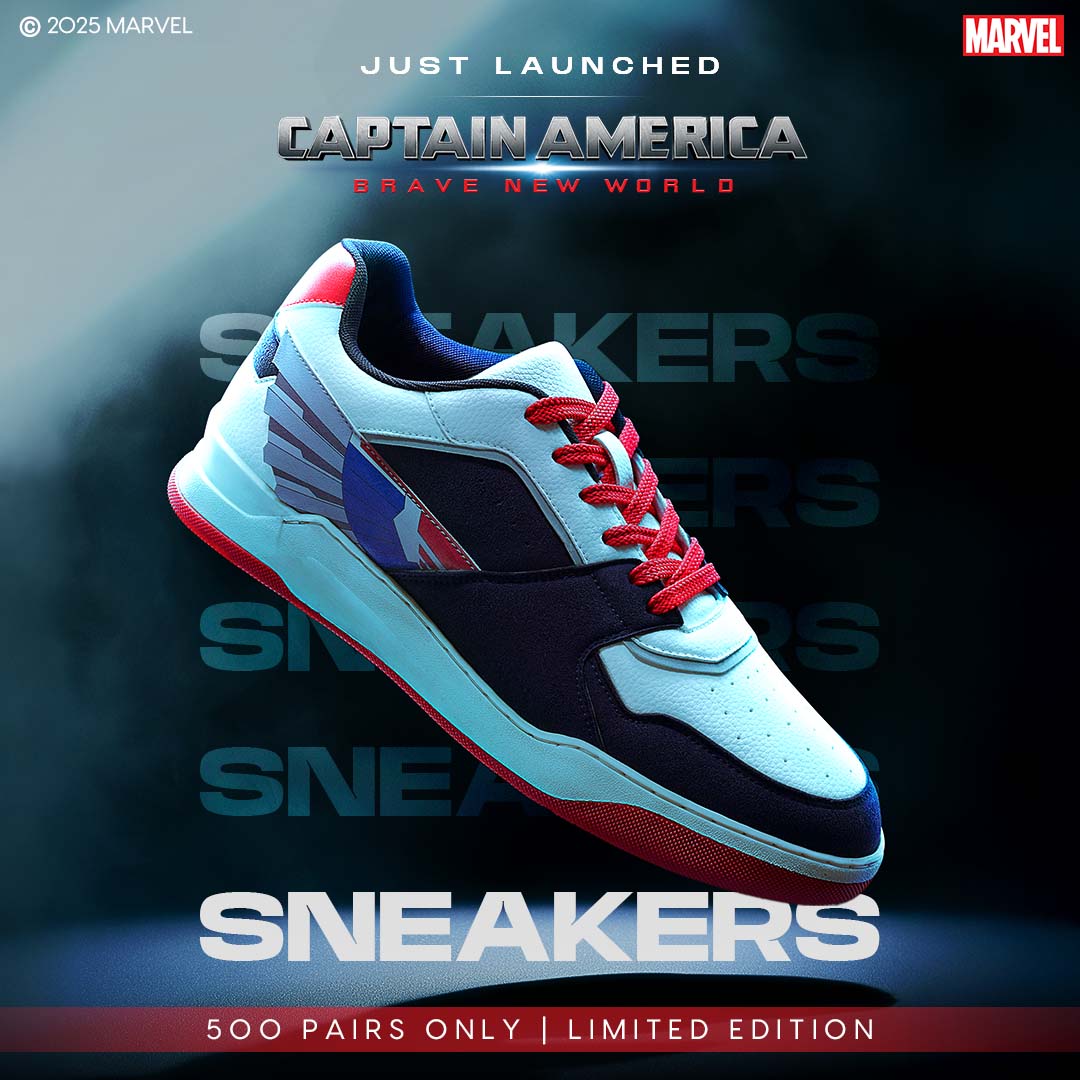 © 2025 MARVEL
MARVEL
JUST LAUNCHED
CAPTAIN AMERICA
BRAVE NEW WORLD
SNEAKERS
SNEAKERS
SNEAKERS
SNEAKERS
SNEAKERS
500 PAIRS ONLY | LIMITED EDITION